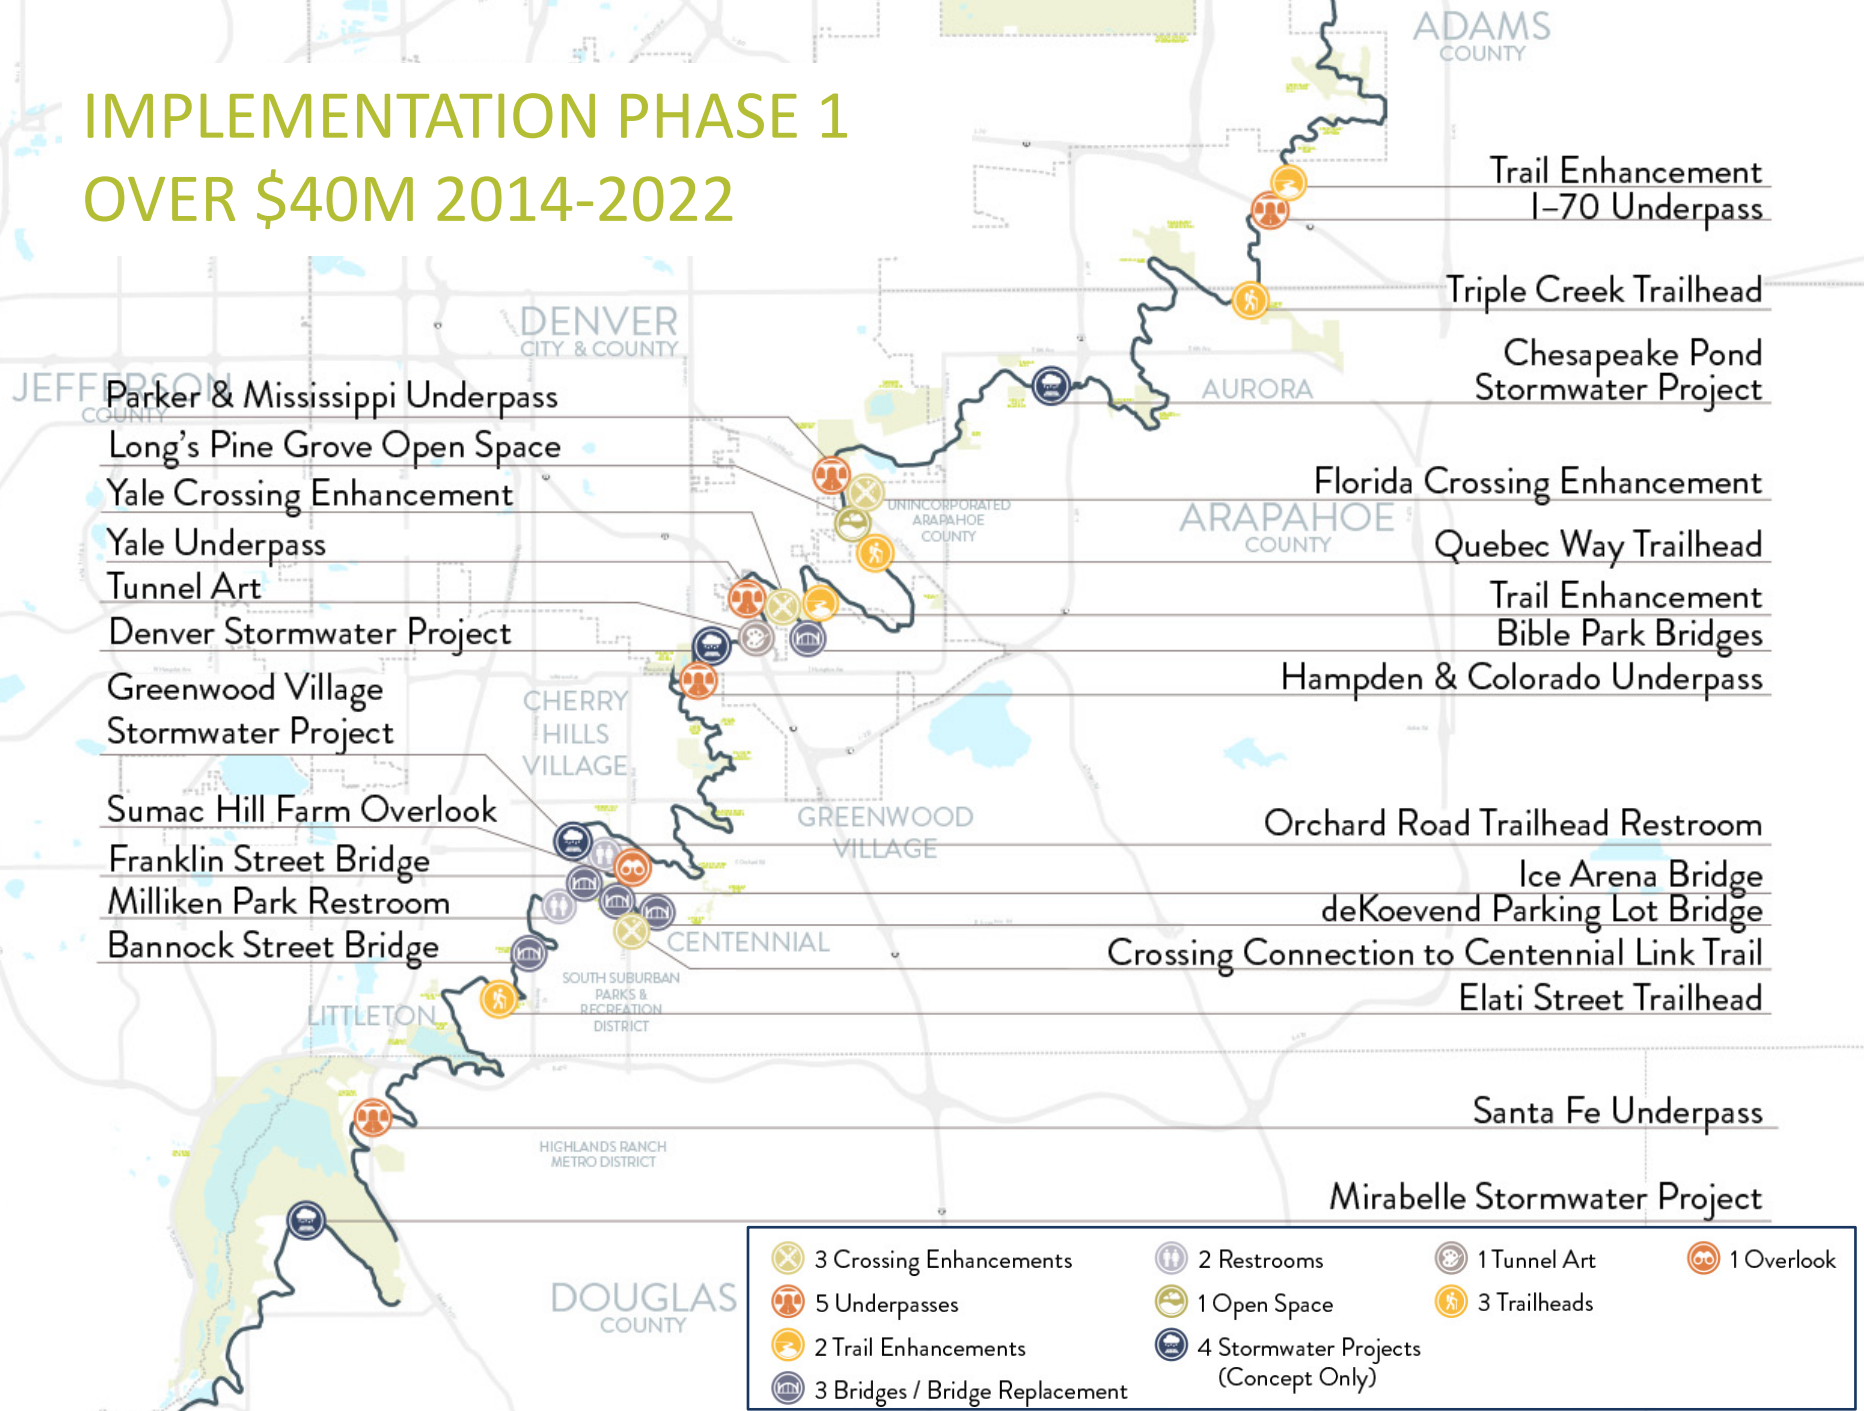 IMPLEMENTATION PHASE 1
OVER $40M 2014-2022
ADAMS
COUNTY
Trail Enhancement
I–70 Underpass
Triple Creek Trailhead
Chesapeake Pond
Stormwater Project
DENVER
CITY & COUNTY
JEFFERSON
COUNTY
AURORA
Parker & Mississippi Underpass
Long's Pine Grove Open Space
Yale Crossing Enhancement
Yale Underpass
Tunnel Art
Denver Stormwater Project
Greenwood Village
Stormwater Project
Sumac Hill Farm Overlook
Franklin Street Bridge
Milliken Park Restroom
Bannock Street Bridge
Florida Crossing Enhancement
UNINCORPORATED
ARAPAHOE
COUNTY
ARAPAHOE
COUNTY
Quebec Way Trailhead
Trail Enhancement
Bible Park Bridges
Hampden & Colorado Underpass
CHERRY
HILLS
VILLAGE
GREENWOOD
VILLAGE
Orchard Road Trailhead Restroom
Ice Arena Bridge
deKoevend Parking Lot Bridge
Crossing Connection to Centennial Link Trail
Elati Street Trailhead
CENTENNIAL
SOUTH SUBURBAN
PARKS &
RECREATION
DISTRICT
LITTLETON
Santa Fe Underpass
HIGHLANDS RANCH
METRO DISTRICT
Mirabelle Stormwater Project
DOUGLAS
COUNTY
3 Crossing Enhancements
5 Underpasses
2 Trail Enhancements
3 Bridges / Bridge Replacement
2 Restrooms
1 Open Space
4 Stormwater Projects
(Concept Only)
1 Tunnel Art
3 Trailheads
1 Overlook